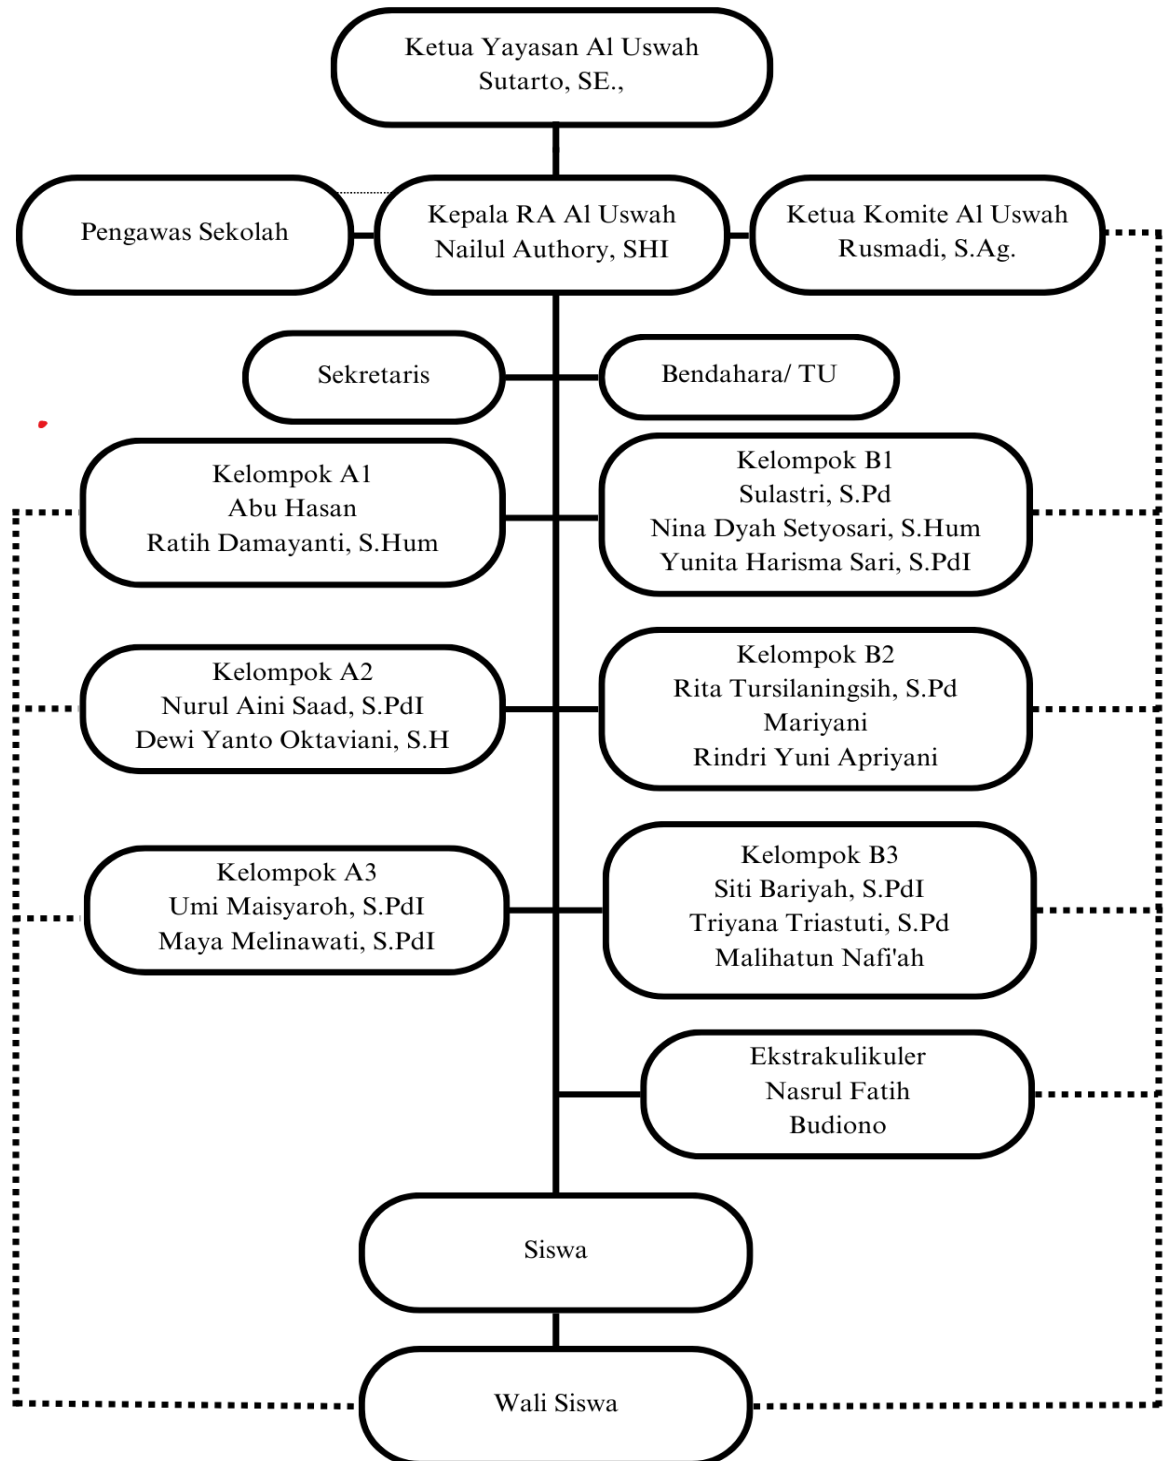 Ketua Yayasan Al Uswah
Sutarto, SE.,
Pengawas Sekolah
Kepala RA Al Uswah
Nailul Authory, SHI
Ketua Komite Al Uswah
Rusmadi, S.Ag.
Sekretaris
Bendahara/ TU
Kelompok A1
Abu Hasan
Ratih Damayanti, S.Hum
Kelompok B1
Sulastri, S.Pd
Nina Dyah Setyosari, S.Hum
Yunita Harisma Sari, S.PdI
Kelompok A2
Nurul Aini Saad, S.PdI
Dewi Yanto Oktaviani, S.H
Kelompok B2
Rita Tursilaningsih, S.Pd
Mariyani
Rindri Yuni Apriyani
Kelompok A3
Umi Maisyaroh, S.PdI
Maya Melinawati, S.PdI
Kelompok B3
Siti Bariyah, S.PdI
Triyana Triastuti, S.Pd
Malihatun Nafi'ah
Ekstrakulikuler
Nasrul Fatih
Budiono
Siswa
Wali Siswa